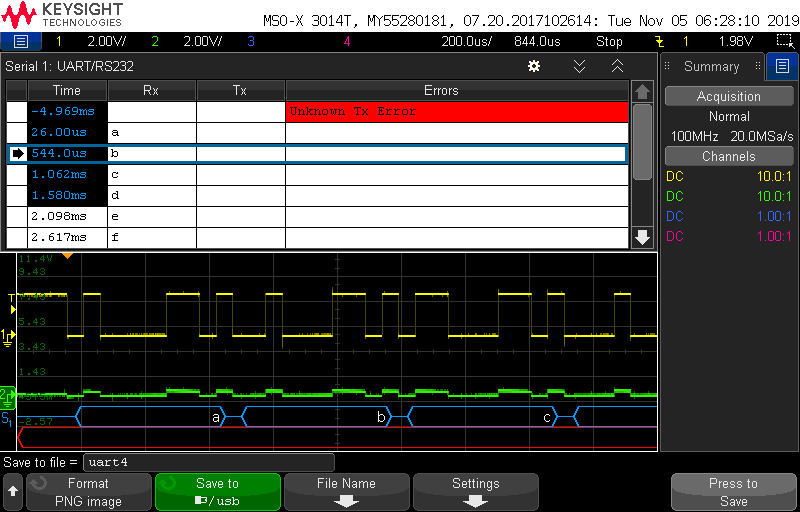 KEYSIGHT
TECHNOLOGIES
MSO-X 3014T, MY55280181, 07.20.2017102614: Tue Nov 05 06:28:10 2019
1 2.00V/ 2 2.00V/ 3 4 200.0us/ 844.0us Stop 1 1.98V
Serial 1: UART/RS232
Summary
Time Rx Tx Errors
-4.969ms Unknown Tx Error
26.00us a
544.0us b
1.062ms c
1.580ms d
2.098ms e
2.617ms f
Acquisition
Normal
100MHz 20.0MSa/s
Channels
DC 10.0:1
DC 10.0:1
DC 1.00:1
DC 1.00:1
11.4V
9.43
T
5.43
1
3.43
2
-2.57
S1
a b c
Save to file = uart4
Format
PNG image
Save to
/usb
File Name
Settings
Press to
Save